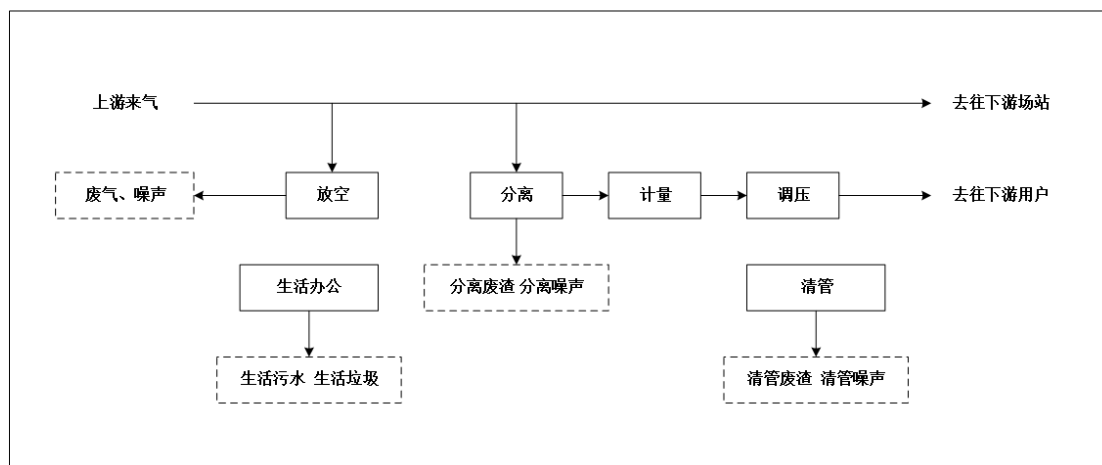 上游来气
去往下游场站
废气、噪声
放空
分离
计量
调压
去往下游用户
生活办公
分离废渣 分离噪声
清管
生活污水 生活垃圾
清管废渣 清管噪声